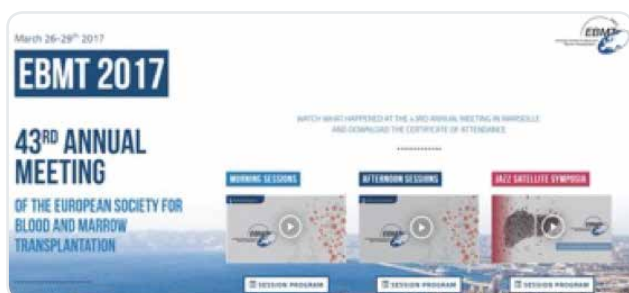 March 26-29th 2017
EBMT 2017
EBMT
43RD ANNUAL
MEETING
OF THE EUROPEAN SOCIETY FOR
BLOOD AND MARROW
TRANSPLANTATION
WATCH WHAT HAPPENED AT THE 43RD ANNUAL MEETING IN MARSEILLE
AND DOWNLOAD THE CERTIFICATE OF ATTENDANCE
MORNING SESSIONS
AFTERNOON SESSIONS
JAZZ SATELLITE SYMPOSIA
EBMT
EBMT
SESSION PROGRAM
SESSION PROGRAM
SESSION PROGRAM